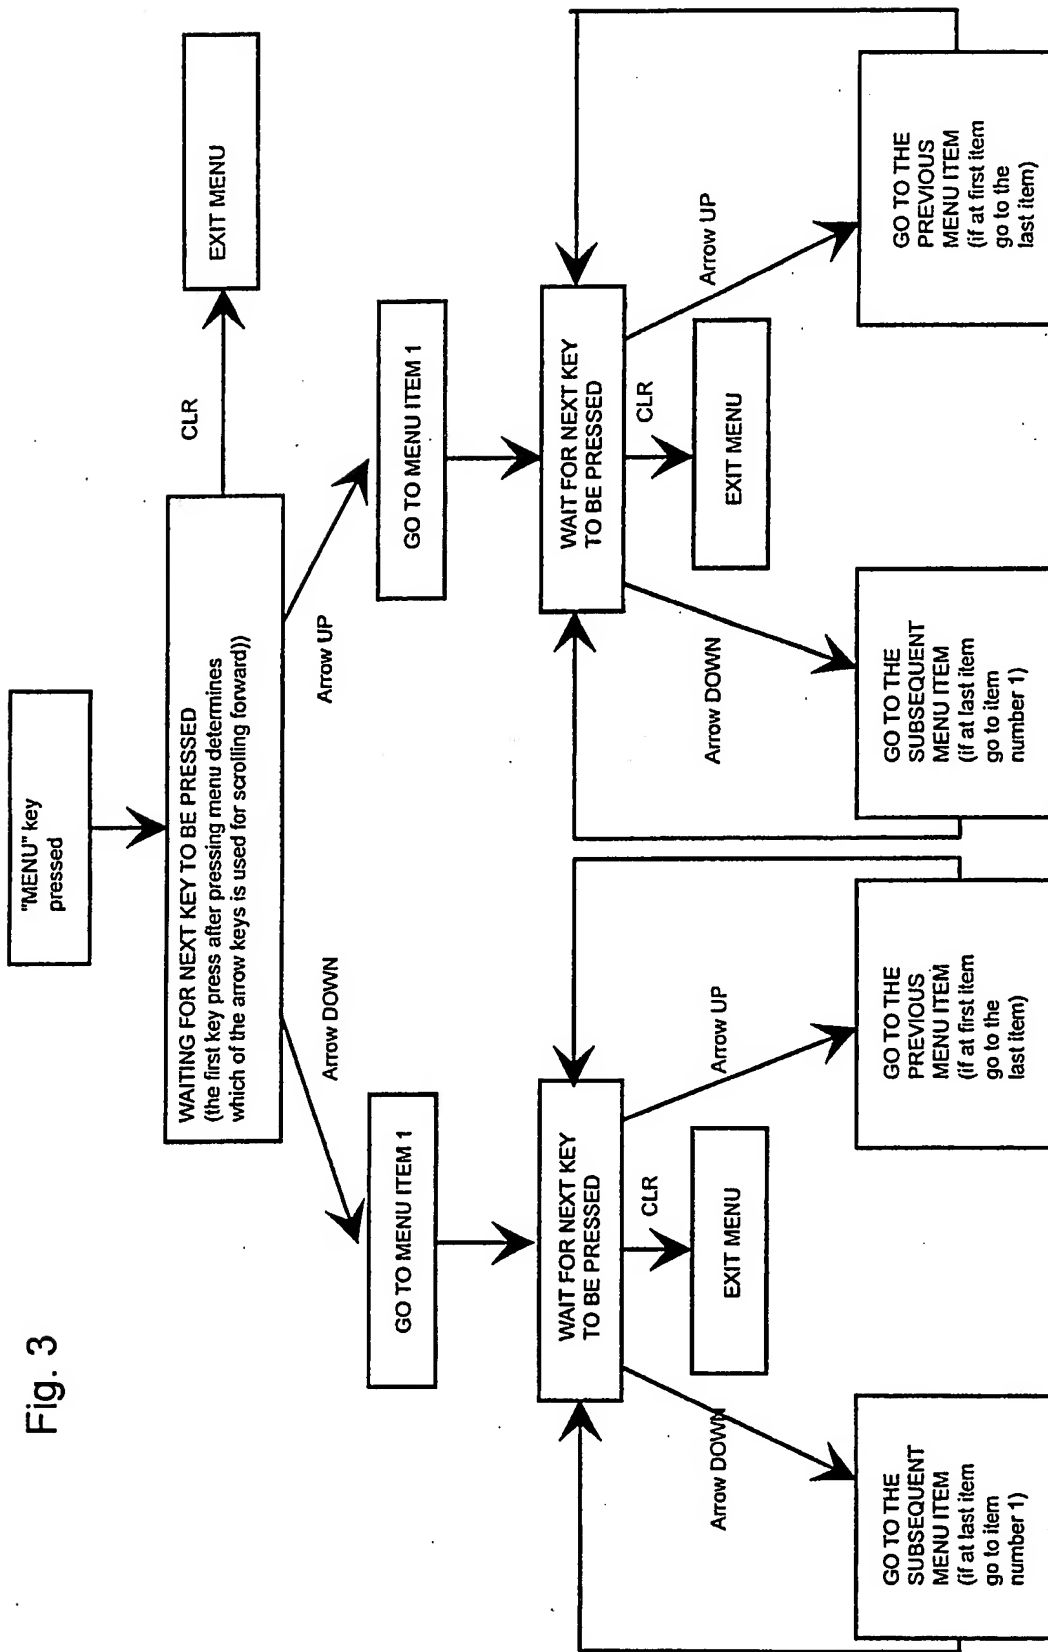 Fig. 3
"MENU" key
pressed
WAITING FOR NEXT KEY TO BE PRESSED
(the first key press after pressing menu determines
which of the arrow keys is used for scrolling forward))
CLR
EXIT MENU
Arrow DOWN
Arrow UP
GO TO MENU ITEM 1
GO TO MENU ITEM 1
WAIT FOR NEXT KEY
TO BE PRESSED
WAIT FOR NEXT KEY
TO BE PRESSED
Arrow DOWN
CLR
Arrow UP
Arrow DOWN
CLR
Arrow UP
EXIT MENU
EXIT MENU
GO TO THE
SUBSEQUENT
MENU ITEM
(if at last item
go to item
number 1)
GO TO THE
PREVIOUS
MENU ITEM
(if at first item
go to the
last item)
GO TO THE
SUBSEQUENT
MENU ITEM
(if at last item
go to item
number 1)
GO TO THE
PREVIOUS
MENU ITEM
(if at first item
go to the
last item)